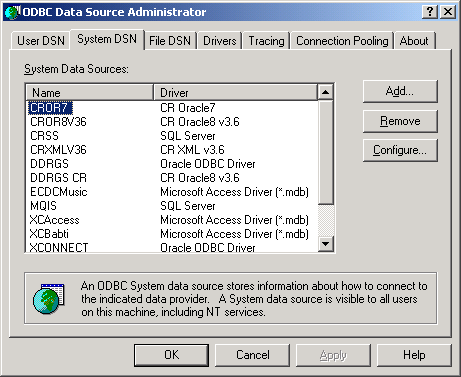 ODBC Data Source Administrator
User DSN System DSN File DSN Drivers Tracing Connection Pooling About
System Data Sources:
Name Driver
CROR7 CR Oracle7
CROR8V36 CR Oracle8 v3.6
CRSS SQL Server
CRXMLV36 CR XML v3.6
DDRGS Oracle ODBC Driver
DDRGS CR CR Oracle8 v3.6
ECDCMusic Microsoft Access Driver (*.mdb)
MQIS SQL Server
XCAccess Microsoft Access Driver (*.mdb)
XCBabti Microsoft Access Driver (*.mdb)
XCONNECT Oracle ODBC Driver
Add...
Remove
Configure...
An ODBC System data source stores information about how to connect to
the indicated data provider. A System data source is visible to all users
on this machine, including NT services.
OK Cancel Apply Help